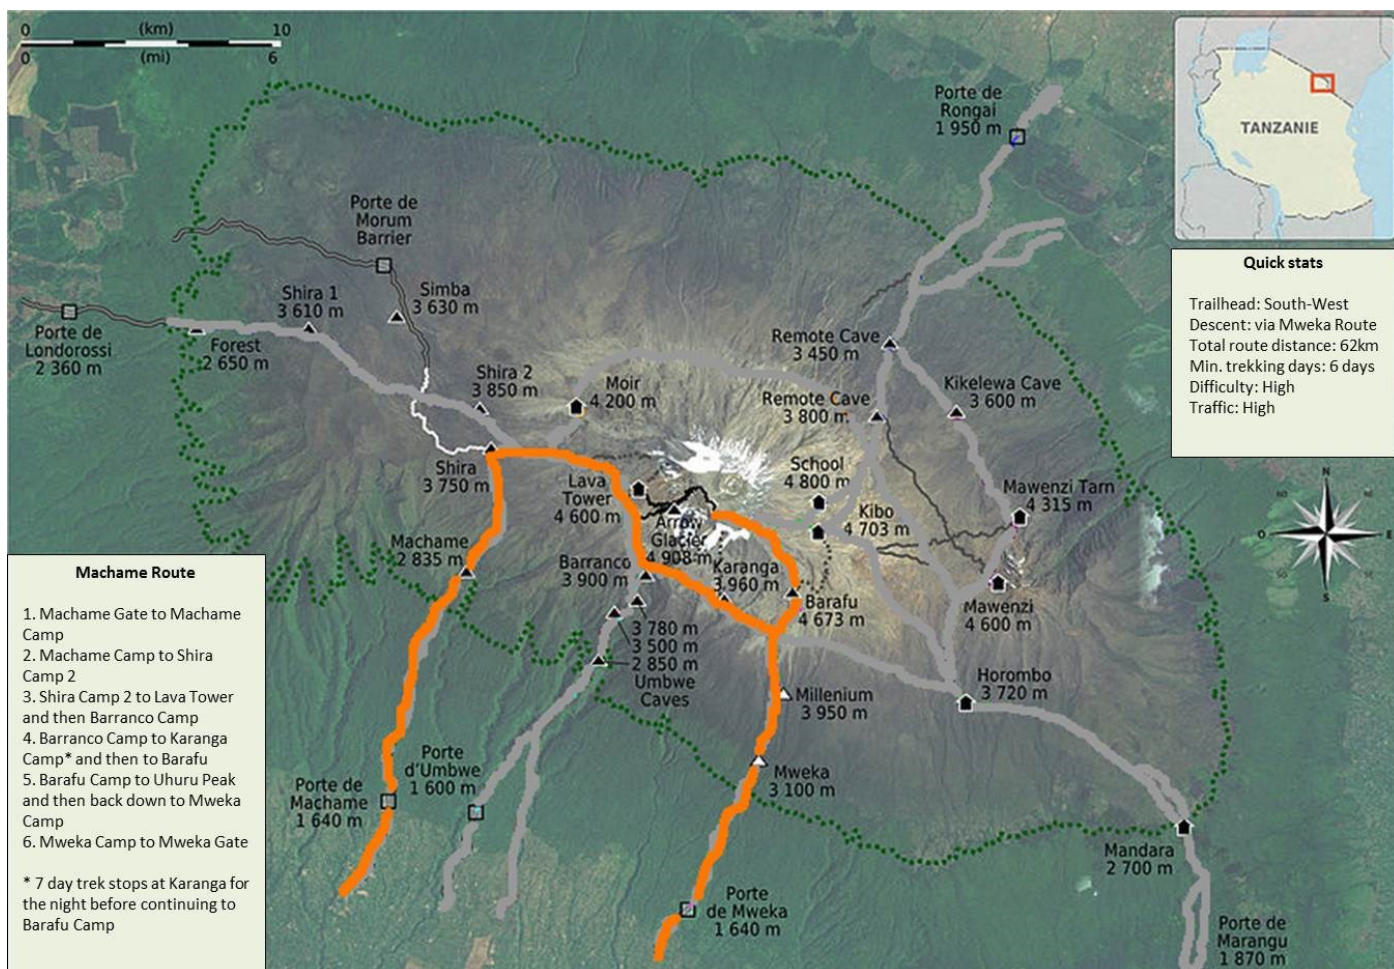 0 (km) 10
0 (mi) 6
Porte de
Rongai
1 950 m
TANZANIE
Quick stats
Trailhead: South-West
Descent: via Mweka Route
Total route distance: 62km
Min. trekking days: 6 days
Difficulty: High
Traffic: High
Porte de
Morum
Barrier
Simba
3 630 m
Shira 1
3 610 m
Porte de
Londorossi
2 360 m
Forest
2 650 m
Shira 2
3 850 m
Moir
4 200 m
Remote Cave
3 450 m
Remote Cave
3 800 m
Kikelewa Cave
3 600 m
Shira
3 750 m
Lava
Tower
4 600 m
Arrow
Glacier
4 908 m
School
4 800 m
Kibo
4 703 m
Mawenzi Tarn
4 315 m
N
O
E
S
Machame
2 835 m
Barranco
3 900 m
Karanga
3 960 m
Barafu
4 673 m
Mawenzi
4 600 m
3 780 m
3 500 m
2 850 m
Umbwe
Caves
Horombo
3 720 m
Millenium
3 950 m
Mweka
3 100 m
Porte
d'Umbwe
1 600 m
Porte de
Machame
1 640 m
Mandara
2 700 m
Porte
de Mweka
1 640 m
Porte de
Marangu
1 870 m
Machame Route
1. Machame Gate to Machame
Camp
2. Machame Camp to Shira
Camp 2
3. Shira Camp 2 to Lava Tower
and then Barranco Camp
4. Barranco Camp to Karanga
Camp* and then to Barafu
5. Barafu Camp to Uhuru Peak
and then back down to Mweka
Camp
6. Mweka Camp to Mweka Gate
* 7 day trek stops at Karanga for
the night before continuing to
Barafu Camp